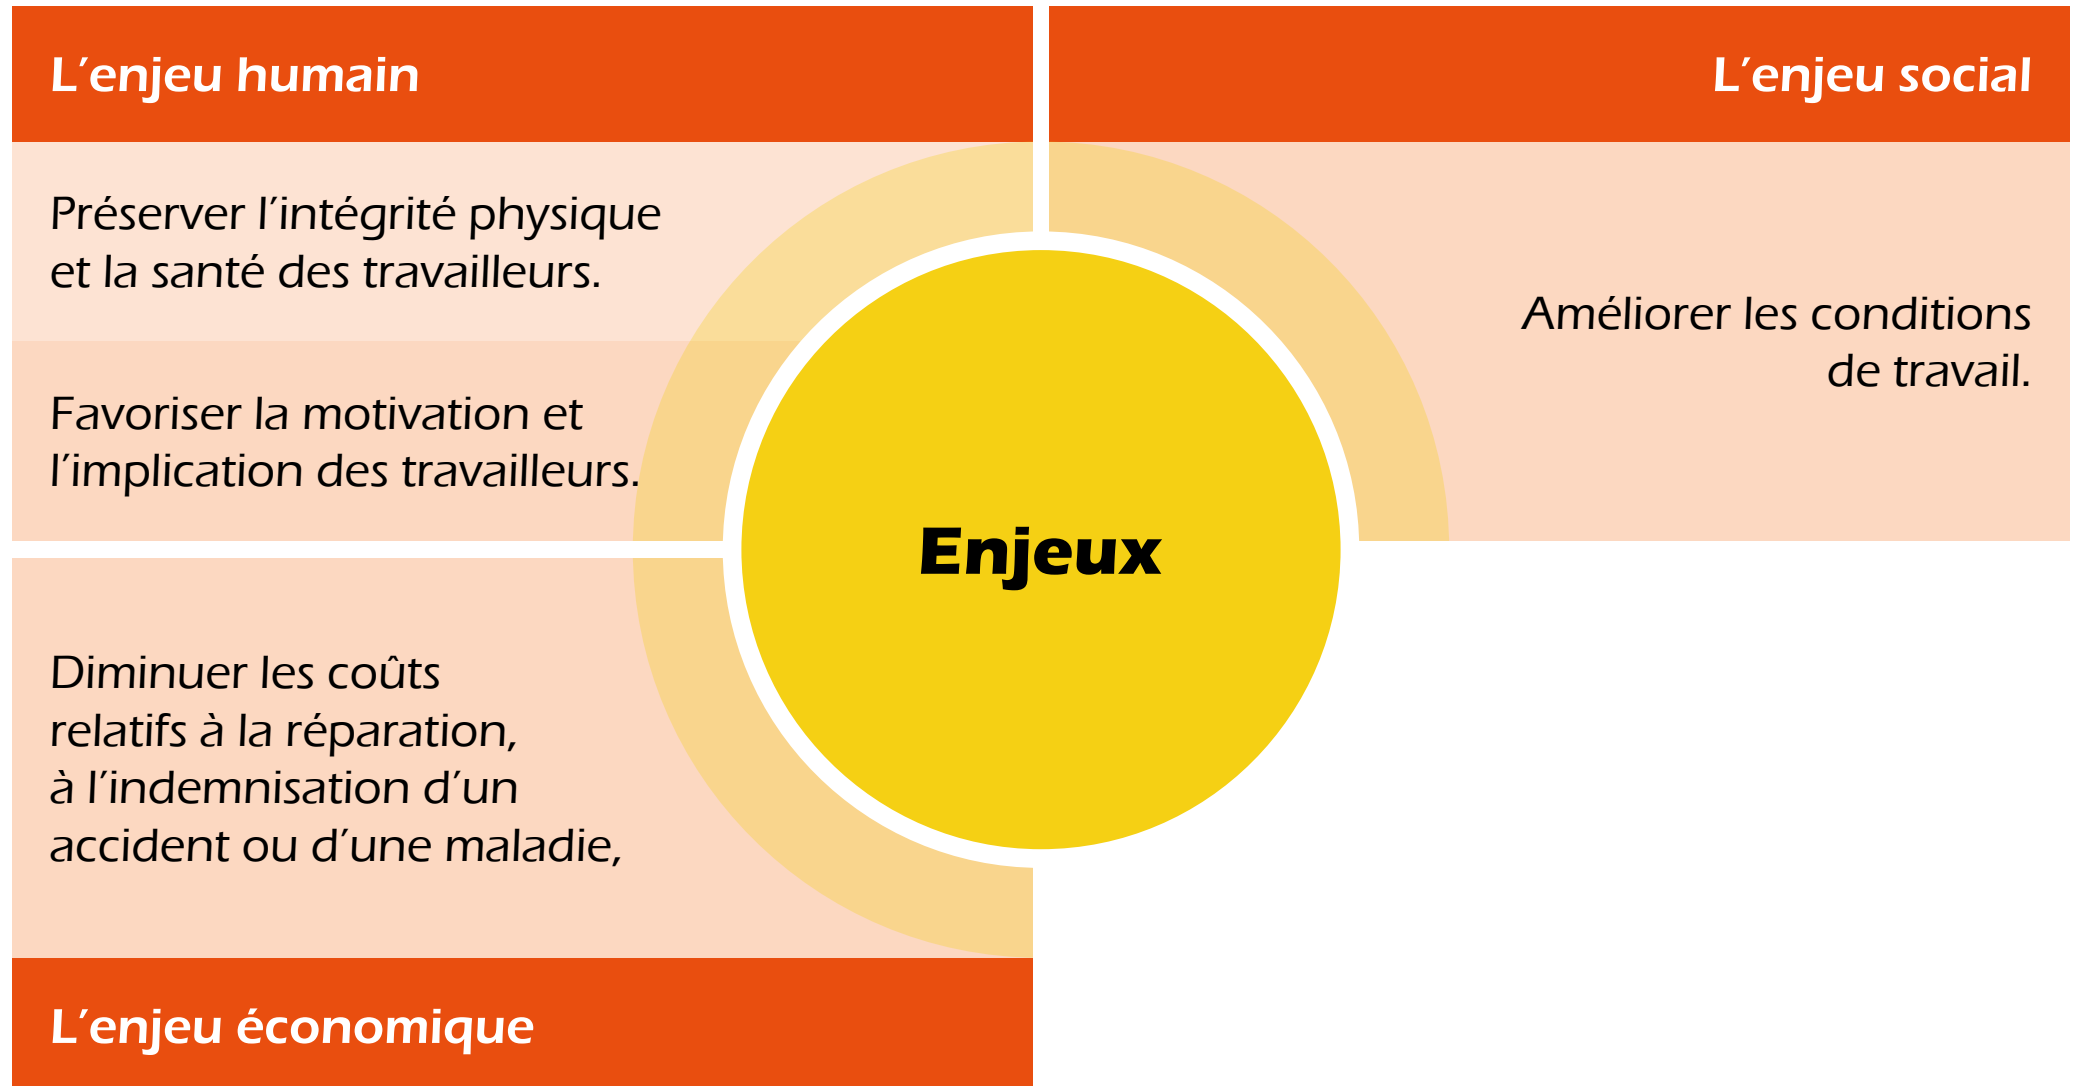 L’enjeu humain
Préserver l’intégrité physique
et la santé des travailleurs.
Favoriser la motivation et
l’implication des travailleurs.
L’enjeu social
Améliorer les conditions
de travail.
Enjeux
Diminuer les coûts
relatifs à la réparation,
à l’indemnisation d’un
accident ou d’une maladie,
L’enjeu économique